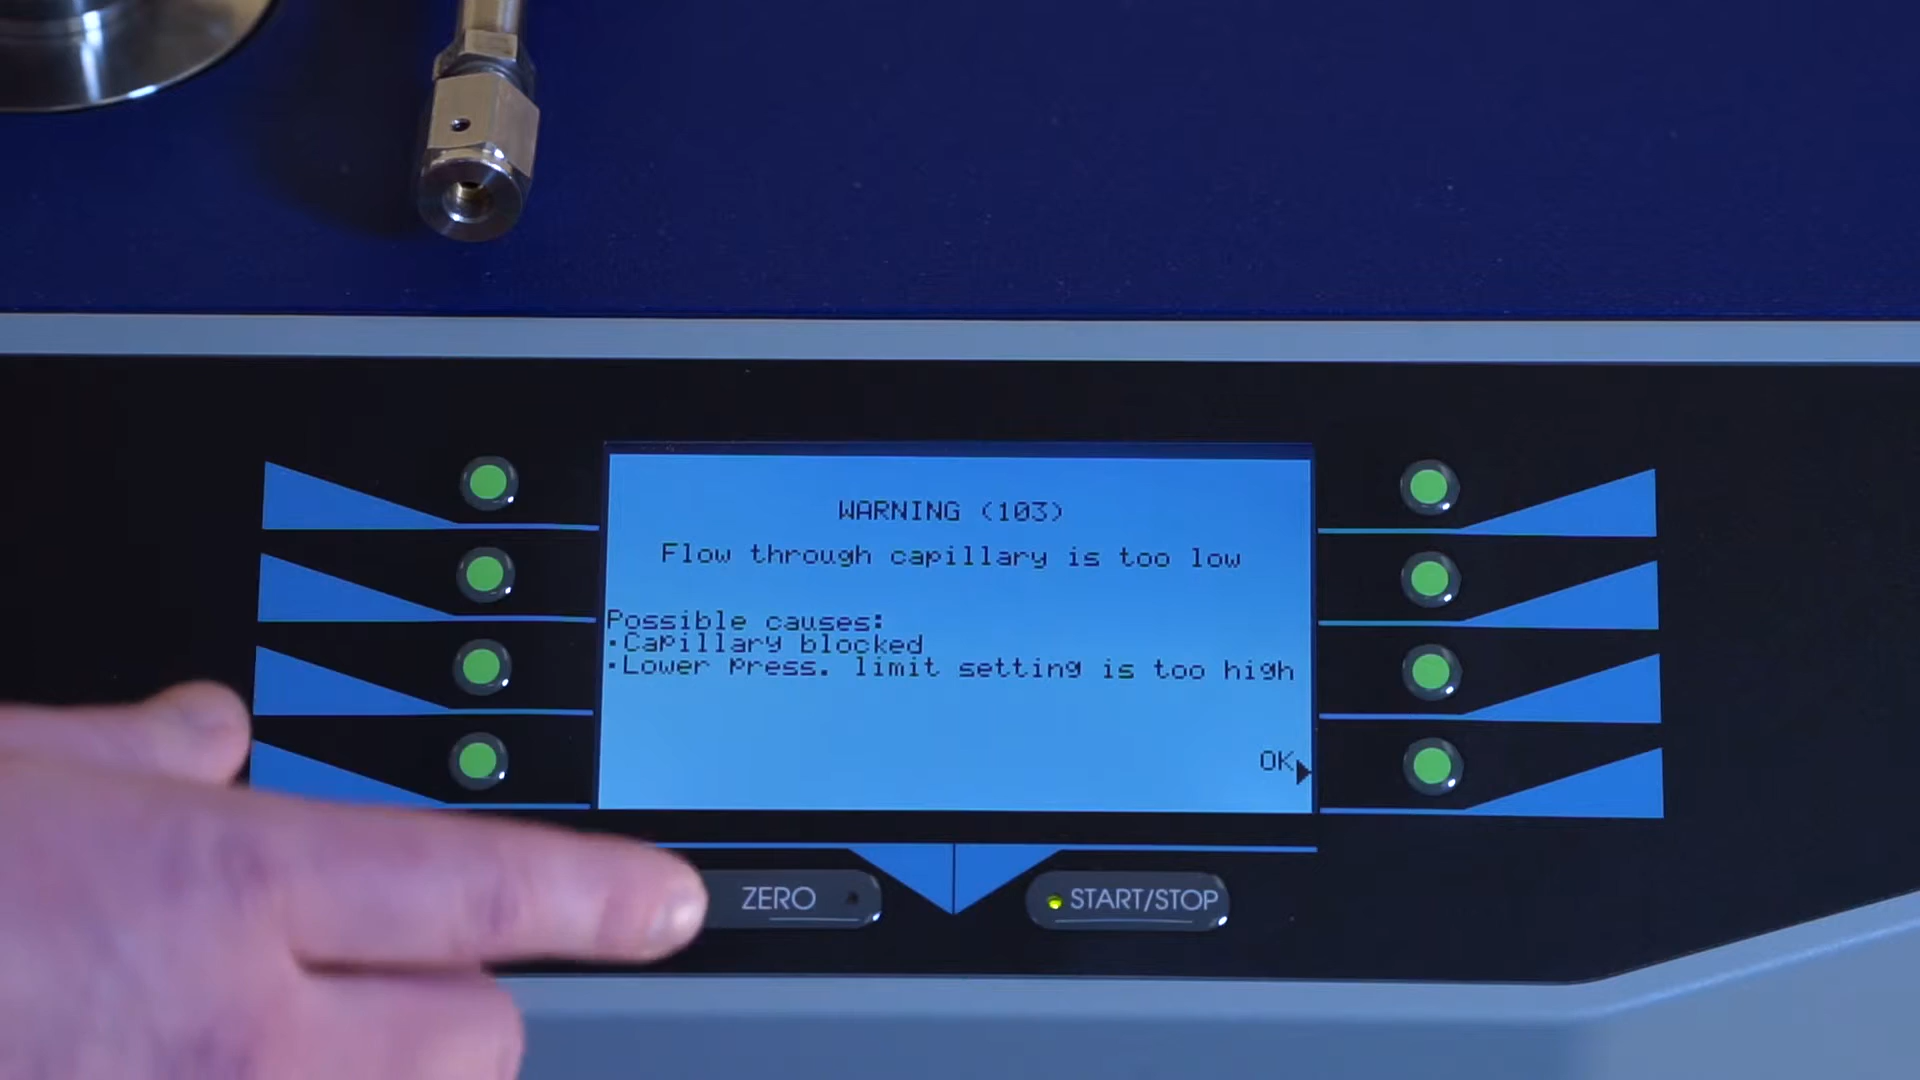 WARNING (103)
Flow through capillary is too low
Possible causes:
·Capillary blocked
·Lower Press. limit setting is too high
OK
ZERO
START/STOP